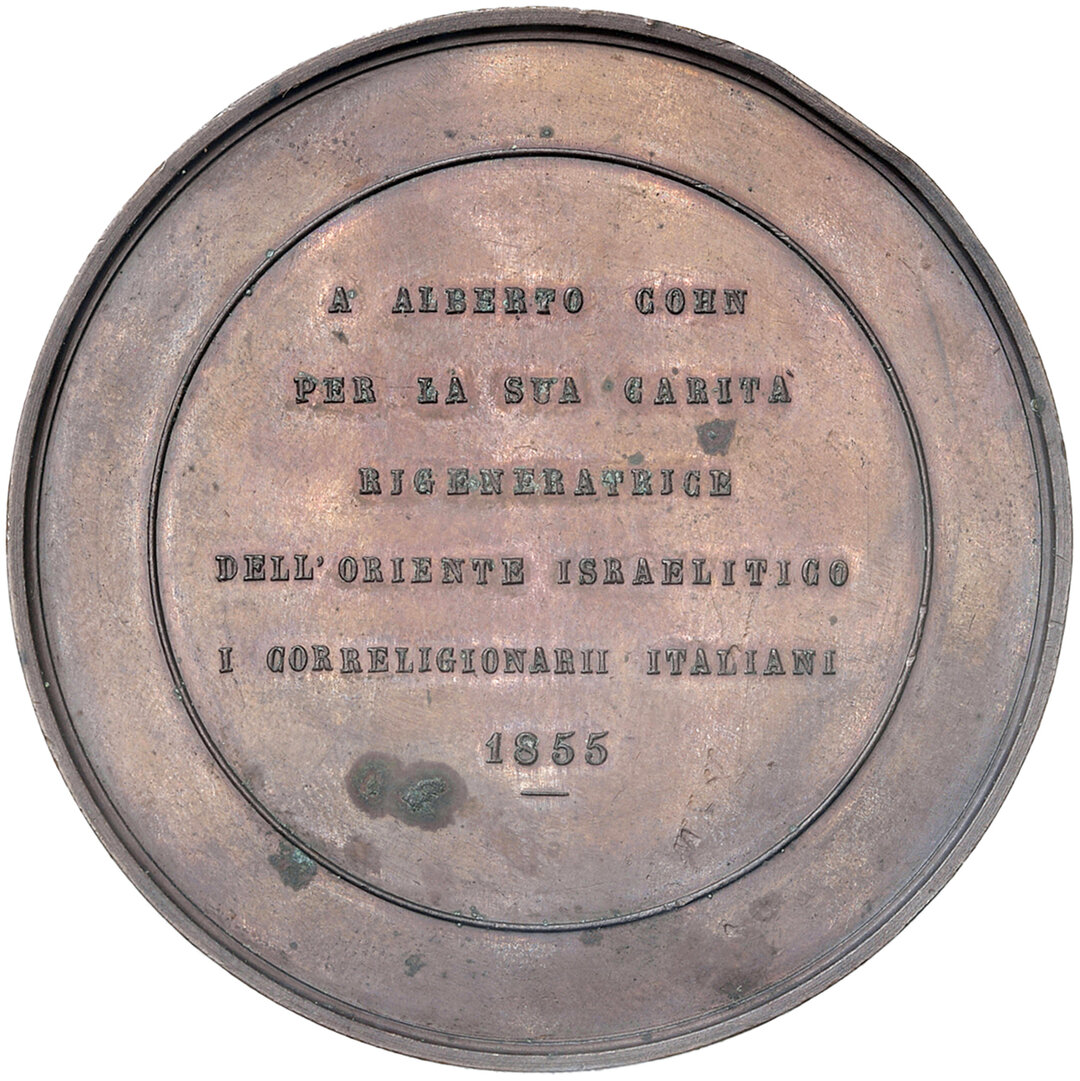 A ALBERTO COHN
PER LA SUA CARITA
RIGENERATRICE
DELL' ORIENTE ISRAELITICO
I CORRELIGIONARII ITALIANI
1855